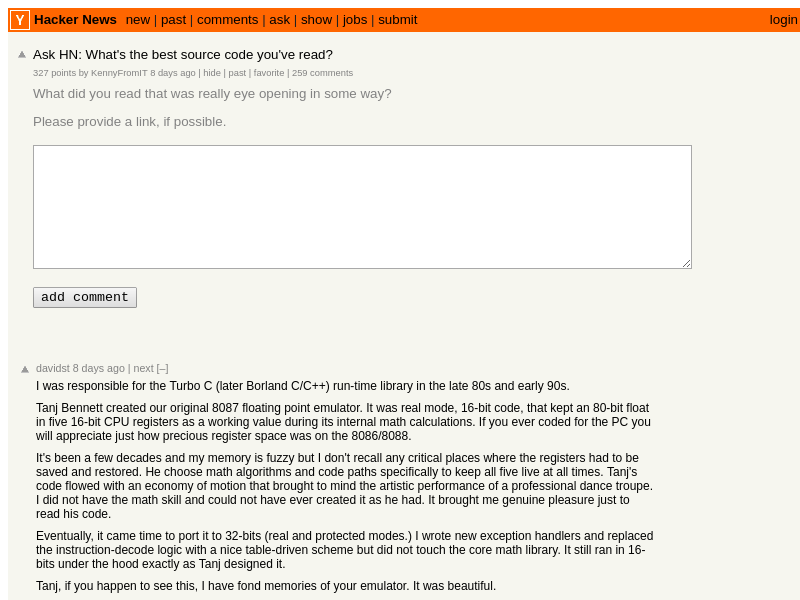 Y Hacker News new | past | comments | ask | show | jobs | submit login
Ask HN: What's the best source code you've read?
327 points by KennyFromIT 8 days ago | hide | past | favorite | 259 comments
What did you read that was really eye opening in some way?
Please provide a link, if possible.
add comment
davidst 8 days ago | next [–]
I was responsible for the Turbo C (later Borland C/C++) run-time library in the late 80s and early 90s.
Tanj Bennett created our original 8087 floating point emulator. It was real mode, 16-bit code, that kept an 80-bit float
in five 16-bit CPU registers as a working value during its internal math calculations. If you ever coded for the PC you
will appreciate just how precious register space was on the 8086/8088.
It's been a few decades and my memory is fuzzy but I don't recall any critical places where the registers had to be
saved and restored. He choose math algorithms and code paths specifically to keep all five live at all times. Tanj's
code flowed with an economy of motion that brought to mind the artistic performance of a professional dance troupe.
I did not have the math skill and could not have ever created it as he had. It brought me genuine pleasure just to
read his code.
Eventually, it came time to port it to 32-bits (real and protected modes.) I wrote new exception handlers and replaced
the instruction-decode logic with a nice table-driven scheme but did not touch the core math library. It still ran in 16-
bits under the hood exactly as Tanj designed it.
Tanj, if you happen to see this, I have fond memories of your emulator. It was beautiful.